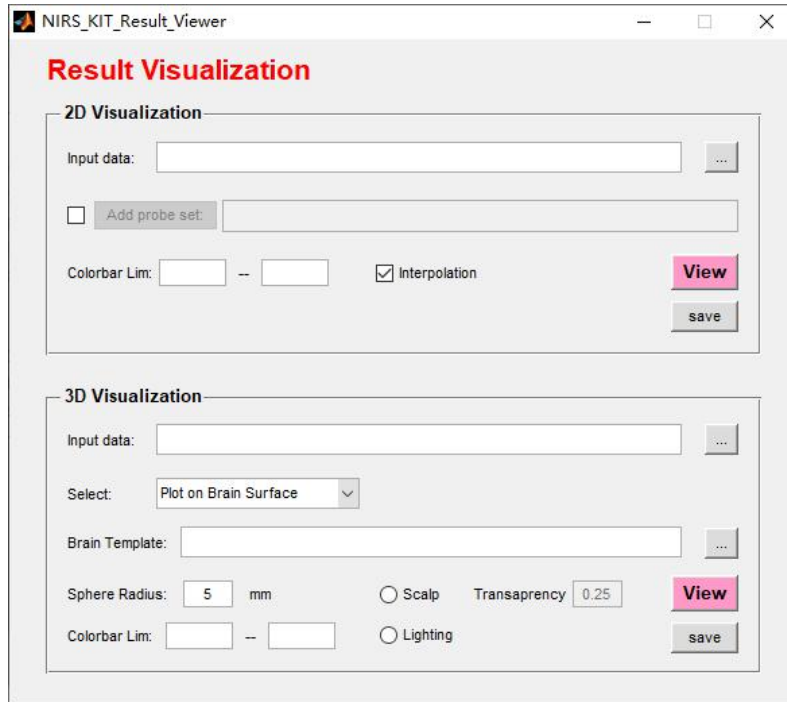 NIRS_KIT_Result_Viewer
Result Visualization
2D Visualization
Input data: ...
Add probe set:
Colorbar Lim: -- Interpolation View
save
3D Visualization
Input data: ...
Select: Plot on Brain Surface
Brain Template: ...
Sphere Radius: 5 mm Scalp Transaprency 0.25 View
Colorbar Lim: -- Lighting save